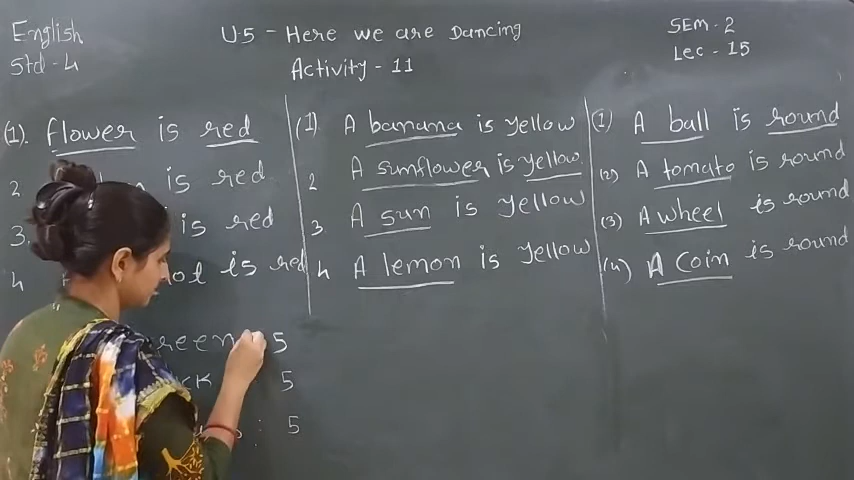 English
Std - 4
U.5 - Here we are Dancing
Activity - 11
SEM - 2
Lec - 15
(1). flower is red
2 is red
3. is red
4 is red
(1). A banana is yellow
2 A sunflower is yellow
3 A sun is yellow
4 A lemon is yellow
(1) A ball is round
(2) A tomato is round
(3) A wheel is round
(4) A coin is round
5
5
: 5